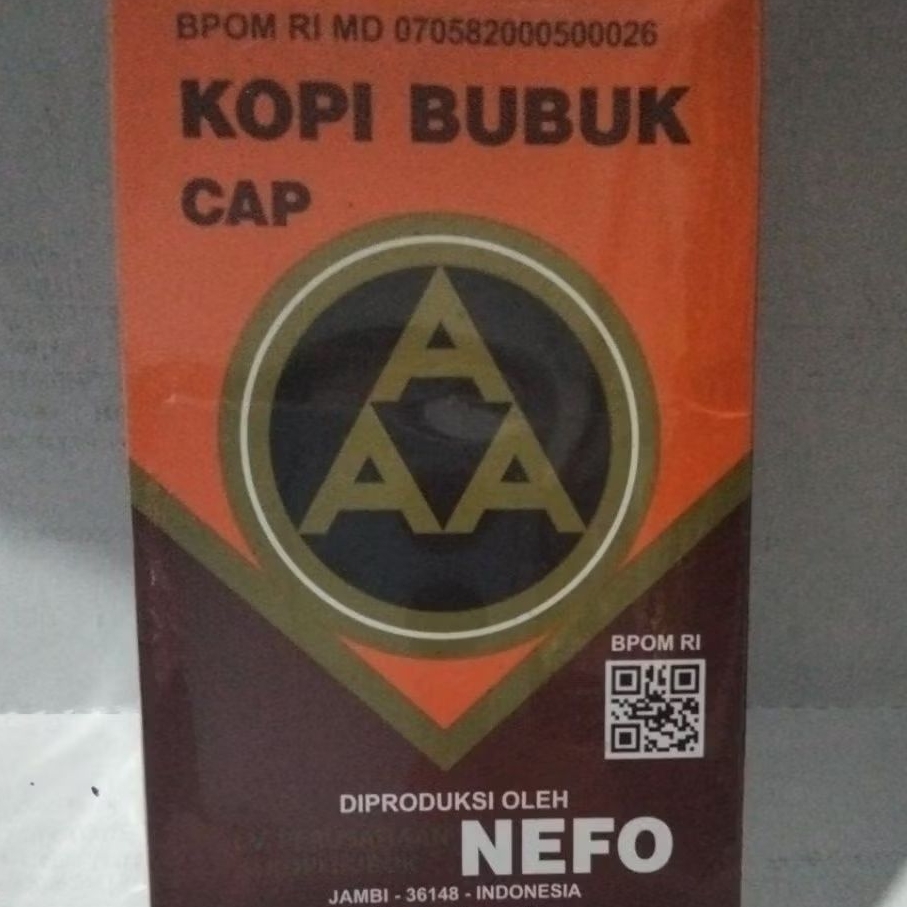 BPOM RI MD 070582000500026
KOPI BUBUK
CAP
A
A A
BPOM RI
DIPRODUKSI OLEH
NEFO
JAMBI - 36148 - INDONESIA